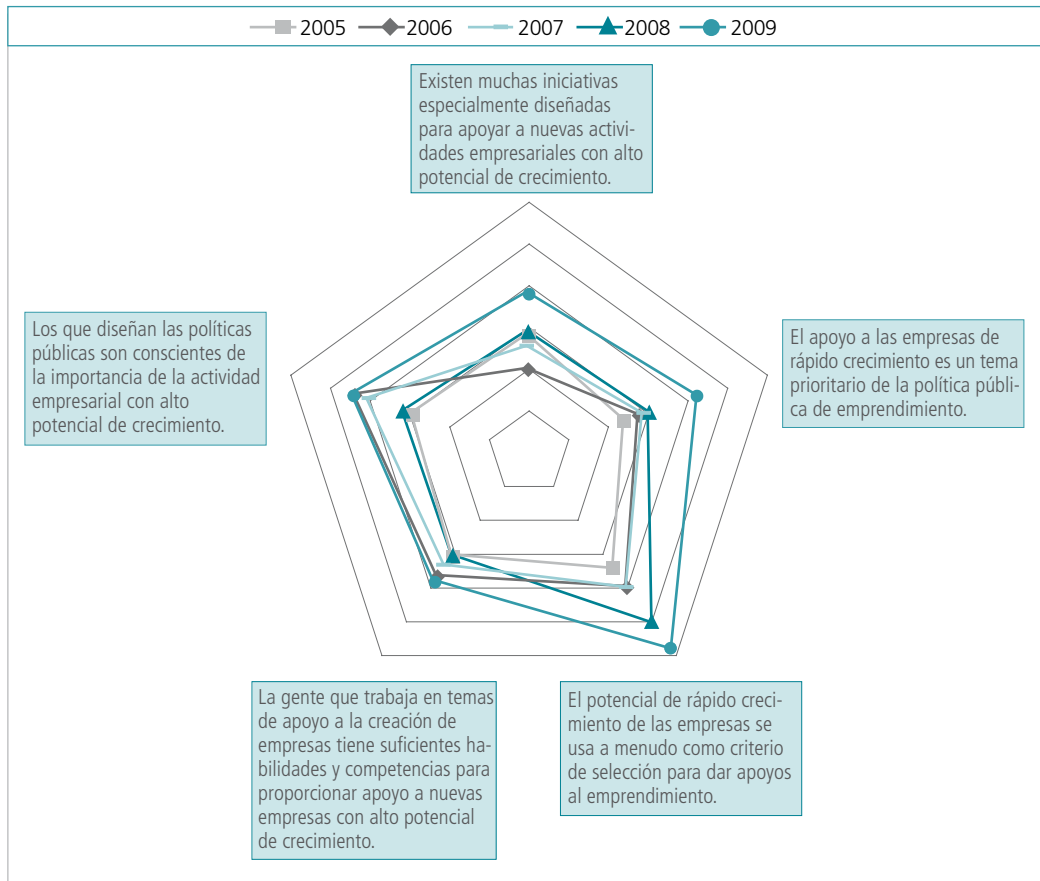 2005 2006 2007 2008 2009
Existen muchas iniciativas
especialmente diseñadas
para apoyar a nuevas activi-
dades empresariales con alto
potencial de crecimiento.
Los que diseñan las políticas
públicas son conscientes de
la importancia de la actividad
empresarial con alto
potencial de crecimiento.
El apoyo a las empresas de
rápido crecimiento es un tema
prioritario de la política públi-
ca de emprendimiento.
La gente que trabaja en temas
de apoyo a la creación de
empresas tiene suficientes ha-
bilidades y competencias para
proporcionar apoyo a nuevas
empresas con alto potencial
de crecimiento.
El potencial de rápido creci-
miento de las empresas se
usa a menudo como criterio
de selección para dar apoyos
al emprendimiento.